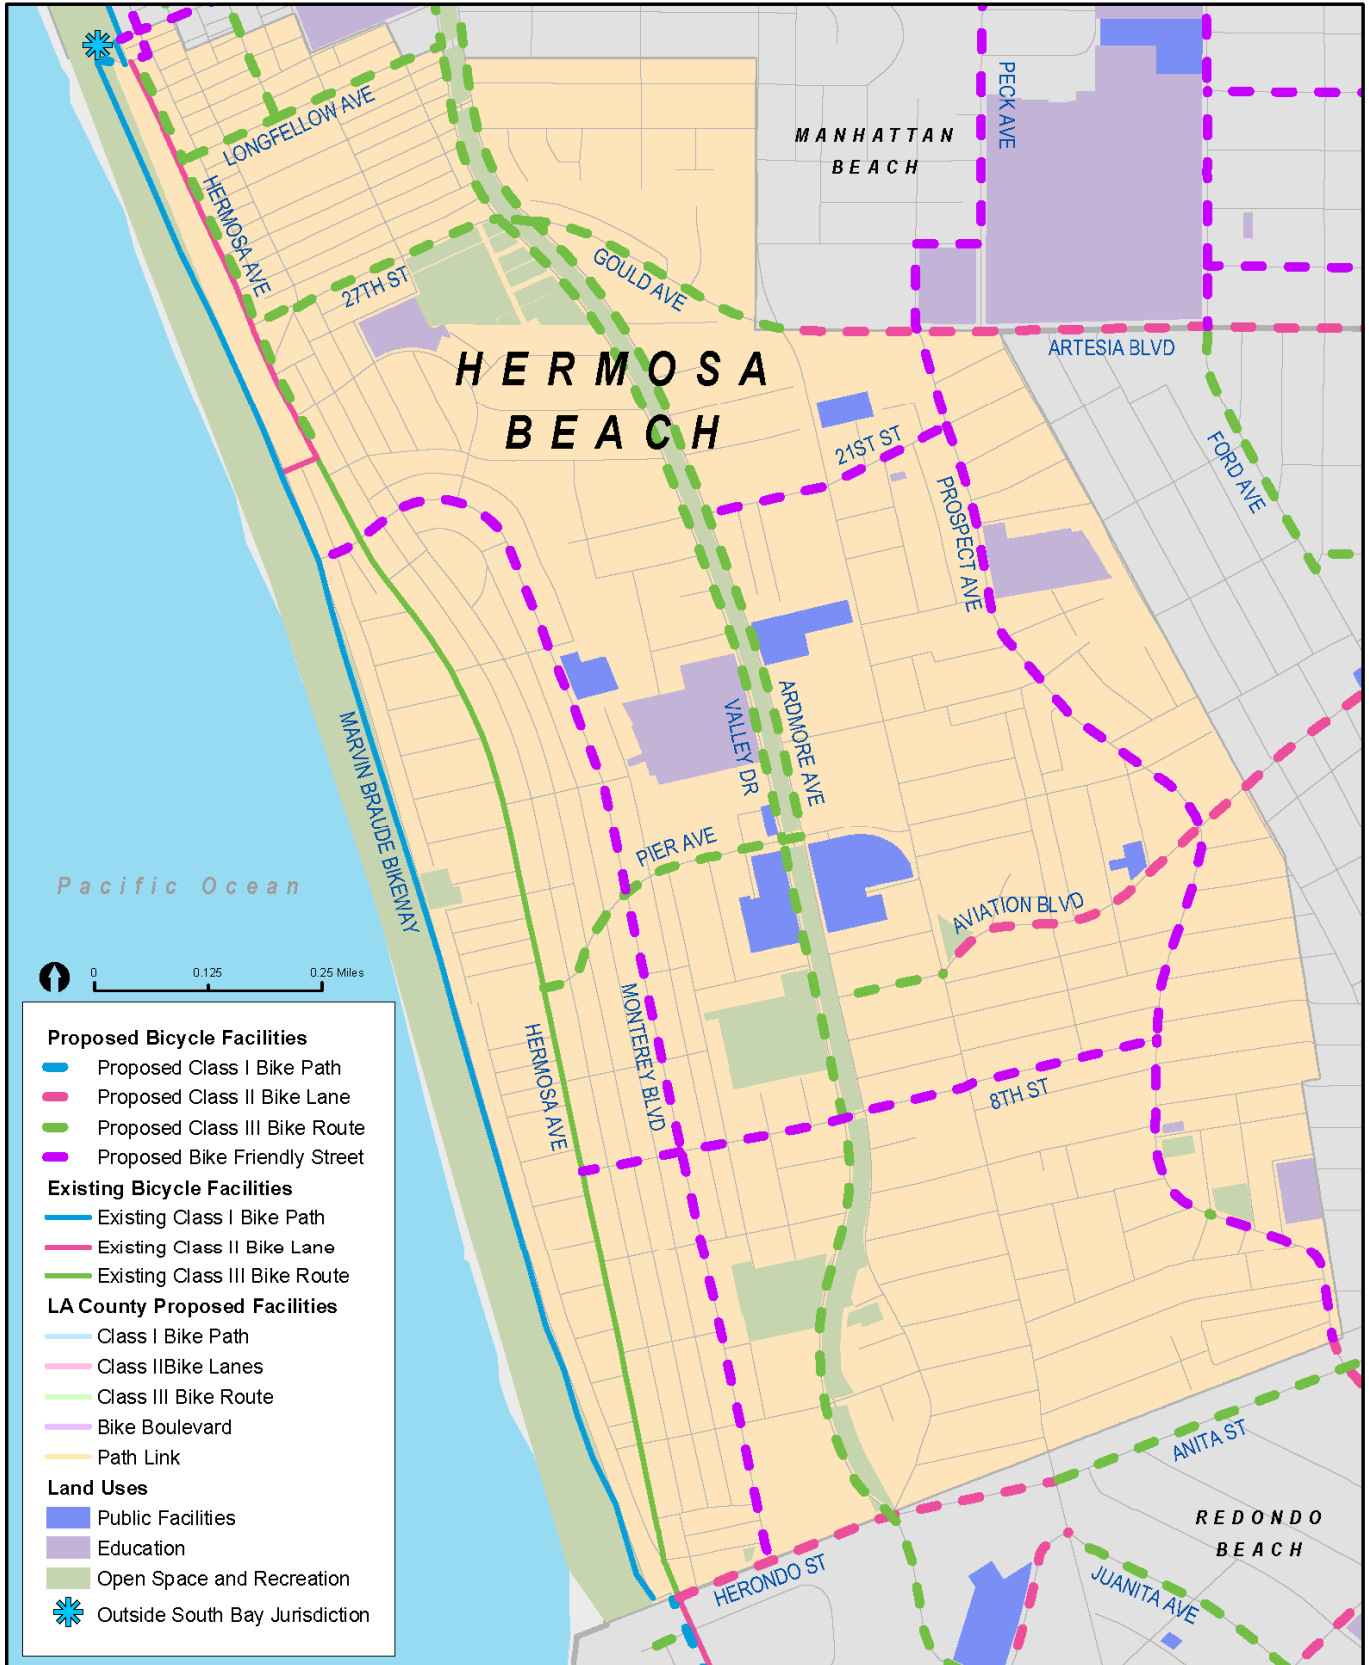 PECK AVE
MANHATTAN
BEACH
LONGFELLOW AVE
HERMOSA AVE
27TH ST
GOULD AVE
ARTESIA BLVD
HERMOSA
BEACH
21ST ST
FORD AVE
PROSPECT AVE
MARVIN BRAUDE BIKEWAY
VALLEY DR
ARDMORE AVE
PIER AVE
Pacific Ocean
AVIATION BLVD
0 0.125 0.25 Miles
MONTEREY BLVD
HERMOSA AVE
8TH ST
Proposed Bicycle Facilities
Proposed Class I Bike Path
Proposed Class II Bike Lane
Proposed Class III Bike Route
Proposed Bike Friendly Street
Existing Bicycle Facilities
Existing Class I Bike Path
Existing Class II Bike Lane
Existing Class III Bike Route
LA County Proposed Facilities
Class I Bike Path
Class IIBike Lanes
Class III Bike Route
Bike Boulevard
Path Link
Land Uses
Public Facilities
Education
Open Space and Recreation
Outside South Bay Jurisdiction
ANITA ST
REDONDO
BEACH
HERONDO ST
JUANITA AVE